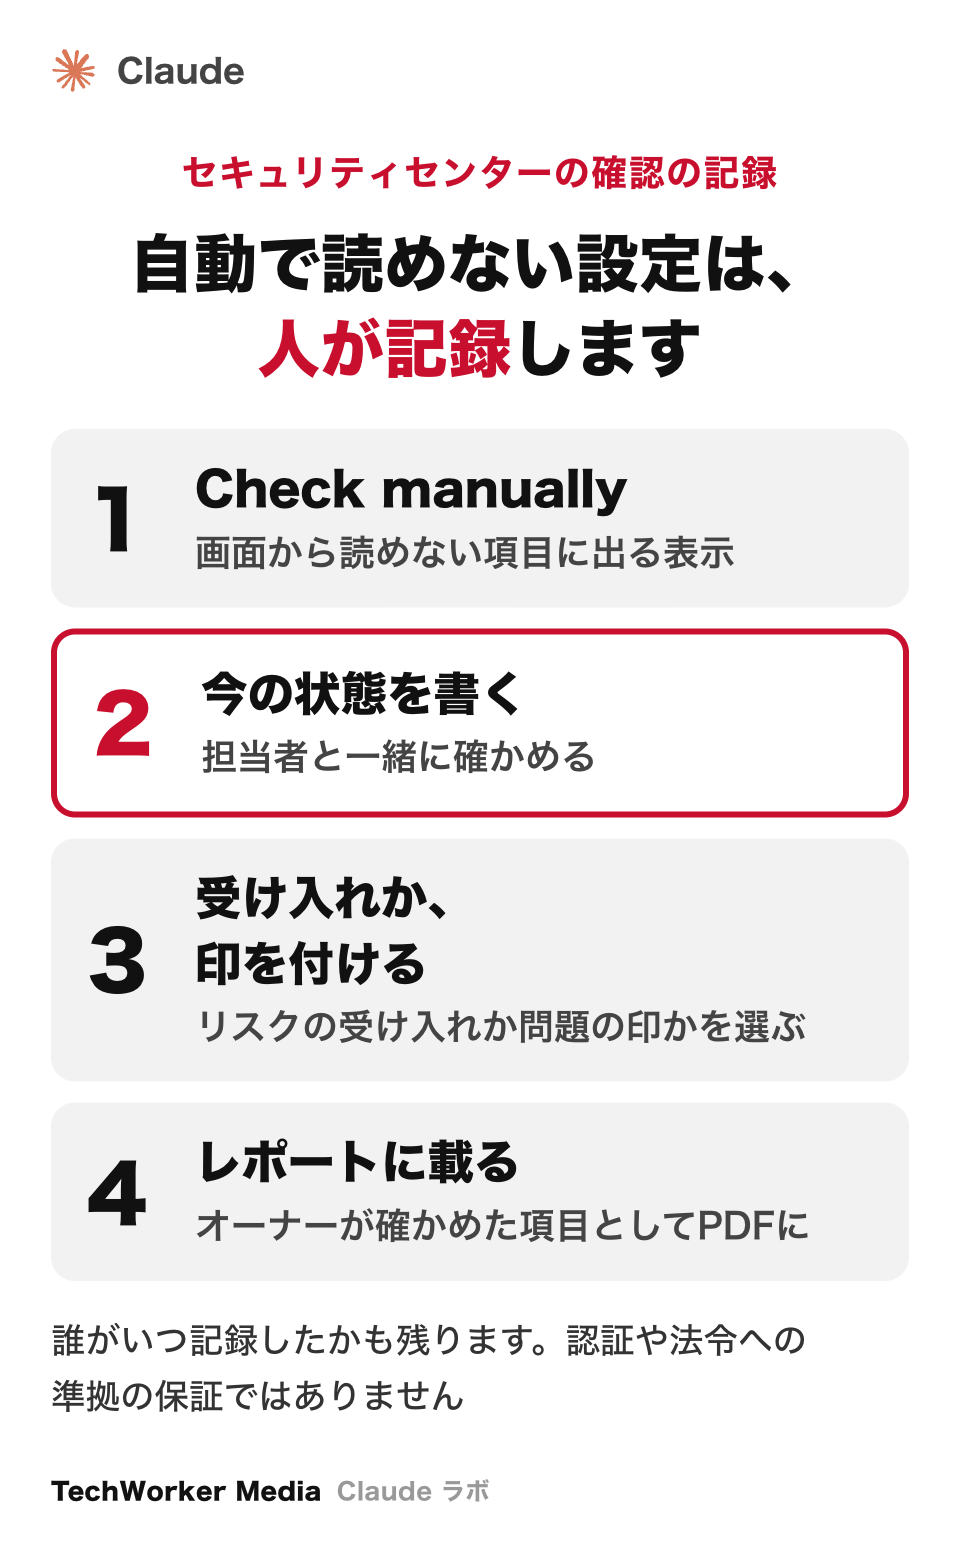 Claude
セキュリティセンターの確認の記録
自動で読めない設定は、
人が記録します
1
Check manually
画面から読めない項目に出る表示
2
今の状態を書く
担当者と一緒に確かめる
3
受け入れか、
印を付ける
リスクの受け入れか問題の印かを選ぶ
4
レポートに載る
オーナーが確かめた項目としてPDFに
誰がいつ記録したかも残ります。認証や法令への
準拠の保証ではありません
TechWorker Media Claude ラボ